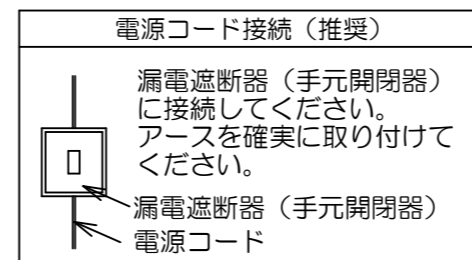 電源コード接続（推奨）
漏電遮断器（手元開閉器）
に接続してください。
アースを確実に取り付けて
ください。
漏電遮断器（手元開閉器）
電源コード